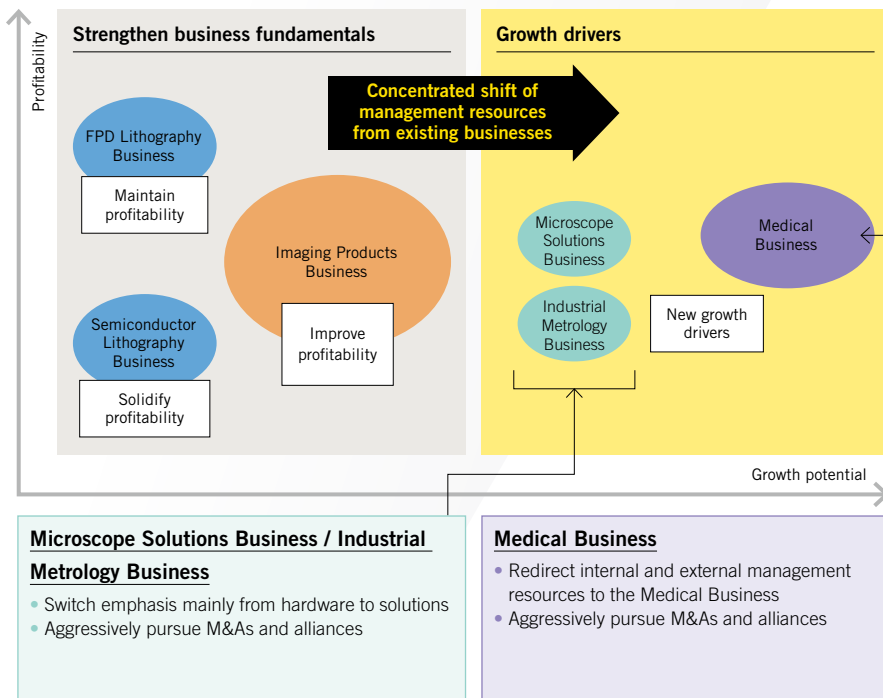 Profitability
Strengthen business fundamentals
Growth drivers
Concentrated shift of
management resources
from existing businesses
FPD Lithography
Business
Maintain
profitability
Imaging Products
Business
Improve
profitability
Semiconductor
Lithography
Business
Solidify
profitability
Microscope
Solutions
Business
Medical
Business
Industrial
Metrology
Business
New growth
drivers
Growth potential
Microscope Solutions Business / Industrial
Metrology Business
• Switch emphasis mainly from hardware to solutions
• Aggressively pursue M&As and alliances
Medical Business
• Redirect internal and external management
resources to the Medical Business
• Aggressively pursue M&As and alliances